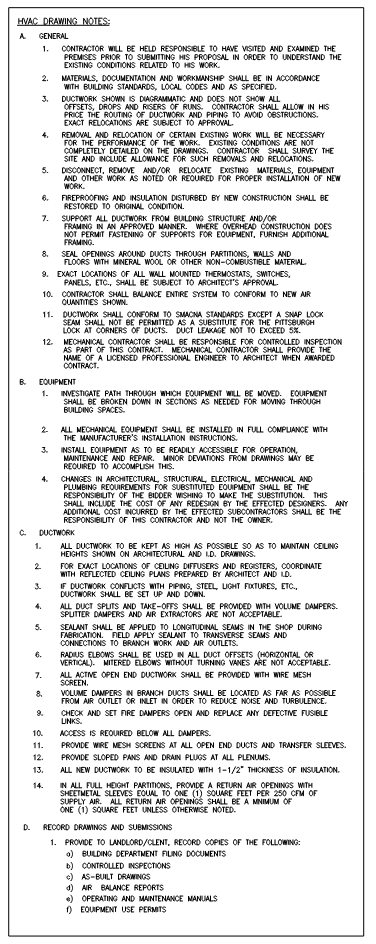 HVAC DRAWING NOTES:
A. GENERAL
1. CONTRACTOR WILL BE HELD RESPONSIBLE TO HAVE VISITED AND EXAMINED THE
PREMISES PRIOR TO SUBMITTING HIS PROPOSAL IN ORDER TO UNDERSTAND THE
EXISTING CONDITIONS RELATED TO HIS WORK.
2. MATERIALS, DOCUMENTATION AND WORKMANSHIP SHALL BE IN ACCORDANCE
WITH BUILDING STANDARDS, LOCAL CODES AND AS SPECIFIED.
3. DUCTWORK SHOWN IS DIAGRAMMATIC AND DOES NOT SHOW ALL
OFFSETS, DROPS AND RISERS OF RUNS. CONTRACTOR SHALL ALLOW IN HIS
PRICE THE ROUTING OF DUCTWORK AND PIPING TO AVOID OBSTRUCTIONS.
EXACT RELOCATIONS ARE SUBJECT TO APPROVAL.
4. REMOVAL AND RELOCATION OF CERTAIN EXISTING WORK WILL BE NECESSARY
FOR THE PERFORMANCE OF THE WORK. EXISTING CONDITIONS ARE NOT
COMPLETELY DETAILED ON THE DRAWINGS. CONTRACTOR SHALL SURVEY THE
SITE AND INCLUDE ALLOWANCE FOR SUCH REMOVALS AND RELOCATIONS.
5. DISCONNECT, REMOVE AND/OR RELOCATE EXISTING MATERIALS, EQUIPMENT
AND OTHER WORK AS NOTED OR REQUIRED FOR PROPER INSTALLATION OF NEW
WORK.
6. FIREPROOFING AND INSULATION DISTURBED BY NEW CONSTRUCTION SHALL BE
RESTORED TO ORIGINAL CONDITION.
7. SUPPORT ALL DUCTWORK FROM BUILDING STRUCTURE AND/OR
FRAMING IN AN APPROVED MANNER. WHERE OVERHEAD CONSTRUCTION DOES
NOT PERMIT FASTENING OF SUPPORTS FOR EQUIPMENT, FURNISH ADDITIONAL
FRAMING.
8. SEAL OPENINGS AROUND DUCTS THROUGH PARTITIONS, WALLS AND
FLOORS WITH MINERAL WOOL OR OTHER NON-COMBUSTIBLE MATERIAL.
9. EXACT LOCATIONS OF ALL WALL MOUNTED THERMOSTATS, SWITCHES,
PANELS, ETC., SHALL BE SUBJECT TO ARCHITECT'S APPROVAL.
10. CONTRACTOR SHALL BALANCE ENTIRE SYSTEM TO CONFORM TO NEW AIR
QUANTITIES SHOWN.
11. DUCTWORK SHALL CONFORM TO SMACNA STANDARDS EXCEPT A SNAP LOCK
SEAM SHALL NOT BE PERMITTED AS A SUBSTITUTE FOR THE PITTSBURGH
LOCK AT CORNERS OF DUCTS. DUCT LEAKAGE NOT TO EXCEED 5%.
12. MECHANICAL CONTRACTOR SHALL BE RESPONSIBLE FOR CONTROLLED INSPECTION
AS PART OF THIS CONTRACT. MECHANICAL CONTRACTOR SHALL PROVIDE THE
NAME OF A LICENSED PROFESSIONAL ENGINEER TO ARCHITECT WHEN AWARDED
CONTRACT.
B. EQUIPMENT
1. INVESTIGATE PATH THROUGH WHICH EQUIPMENT WILL BE MOVED. EQUIPMENT
SHALL BE BROKEN DOWN IN SECTIONS AS NEEDED FOR MOVING THROUGH
BUILDING SPACES.
2. ALL MECHANICAL EQUIPMENT SHALL BE INSTALLED IN FULL COMPLIANCE WITH
THE MANUFACTURER'S INSTALLATION INSTRUCTIONS.
3. INSTALL EQUIPMENT AS TO BE READILY ACCESSIBLE FOR OPERATION,
MAINTENANCE AND REPAIR. MINOR DEVIATIONS FROM DRAWINGS MAY BE
REQUIRED TO ACCOMPLISH THIS.
4. CHANGES IN ARCHITECTURAL, STRUCTURAL, ELECTRICAL, MECHANICAL AND
PLUMBING REQUIREMENTS FOR SUBSTITUTED EQUIPMENT SHALL BE THE
RESPONSIBILITY OF THE BIDDER WISHING TO MAKE THE SUBSTITUTION. THIS
SHALL INCLUDE THE COST OF ANY REDESIGN BY THE EFFECTED DESIGNERS. ANY
ADDITIONAL COST INCURRED BY THE EFFECTED SUBCONTRACTORS SHALL BE THE
RESPONSIBILITY OF THIS CONTRACTOR AND NOT THE OWNER.
C. DUCTWORK
1. ALL DUCTWORK TO BE KEPT AS HIGH AS POSSIBLE SO AS TO MAINTAIN CEILING
HEIGHTS SHOWN ON ARCHITECTURAL AND I.D. DRAWINGS.
2. FOR EXACT LOCATIONS OF CEILING DIFFUSERS AND REGISTERS, COORDINATE
WITH REFLECTED CEILING PLANS PREPARED BY ARCHITECT AND I.D.
3. IF DUCTWORK CONFLICTS WITH PIPING, STEEL, LIGHT FIXTURES, ETC.,
DUCTWORK SHALL BE SET UP AND DOWN.
4. ALL DUCT SPLITS AND TAKE-OFFS SHALL BE PROVIDED WITH VOLUME DAMPERS.
SPLITTER DAMPERS AND AIR EXTRACTORS ARE NOT ACCEPTABLE.
5. SEALANT SHALL BE APPLIED TO LONGITUDINAL SEAMS IN THE SHOP DURING
FABRICATION. FIELD APPLY SEALANT TO TRANSVERSE SEAMS AND
CONNECTIONS TO BRANCH WORK AND AIR OUTLETS.
6. RADIUS ELBOWS SHALL BE USED IN ALL DUCT OFFSETS (HORIZONTAL OR
VERTICAL). MITERED ELBOWS WITHOUT TURNING VANES ARE NOT ACCEPTABLE.
7. ALL ACTIVE OPEN END DUCTWORK SHALL BE PROVIDED WITH WIRE MESH
SCREEN.
8. VOLUME DAMPERS IN BRANCH DUCTS SHALL BE LOCATED AS FAR AS POSSIBLE
FROM AIR OUTLET OR INLET IN ORDER TO REDUCE NOISE AND TURBULENCE.
9. CHECK AND SET FIRE DAMPERS OPEN AND REPLACE ANY DEFECTIVE FUSIBLE
LINKS.
10. ACCESS IS REQUIRED BELOW ALL DAMPERS.
11. PROVIDE WIRE MESH SCREENS AT ALL OPEN END DUCTS AND TRANSFER SLEEVES.
12. PROVIDE SLOPED PANS AND DRAIN PLUGS AT ALL PLENUMS.
13. ALL NEW DUCTWORK TO BE INSULATED WITH 1-1/2" THICKNESS OF INSULATION.
14. IN ALL FULL HEIGHT PARTITIONS, PROVIDE A RETURN AIR OPENINGS WITH
SHEETMETAL SLEEVES EQUAL TO ONE (1) SQUARE FEET PER 250 CFM OF
SUPPLY AIR. ALL RETURN AIR OPENINGS SHALL BE A MNIMUM OF
ONE (1) SQUARE FEET UNLESS OTHERWISE NOTED.
D. RECORD DRAWINGS AND SUBMISSIONS
1. PROVIDE TO LANDLORD/CLENT, RECORD COPIES OF THE FOLLOWING:
a) BUILDING DEPARTMENT FILING DOCUMENTS
b) CONTROLLED INSPECTIONS
c) AS-BUILT DRAWINGS
d) AIR BALANCE REPORTS
e) OPERATING AND MAINTENANCE MANUALS
f) EQUIPMENT USE PERMITS